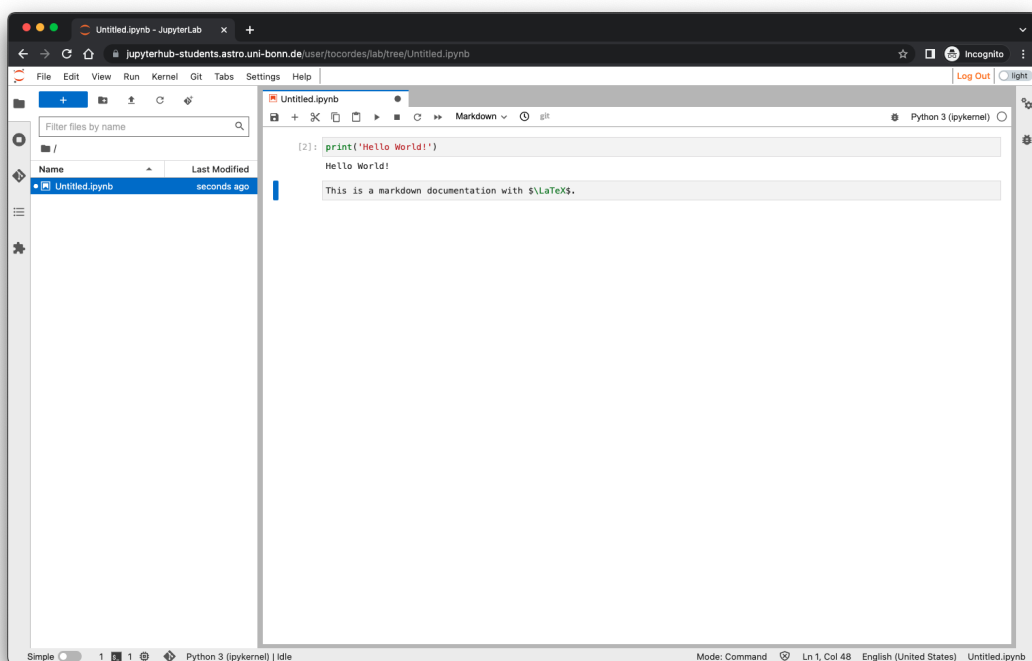 Untitled.ipynb - JupyterLab
jupyterhub-students.astro.uni-bonn.de/user/tocordes/lab/tree/Untitled.ipynb
Incognito
File Edit View Run Kernel Git Tabs Settings Help
Log Out
light
Filter files by name
/
Name Last Modified
Untitled.ipynb seconds ago
Untitled.ipynb
Markdown
git
Python 3 (ipykernel)
[2]: print('Hello World!')
Hello World!
This is a markdown documentation with $\LaTeX$.
Simple 1 1 Python 3 (ipykernel) | Idle
Mode: Command Ln 1, Col 48 English (United States) Untitled.ipynb